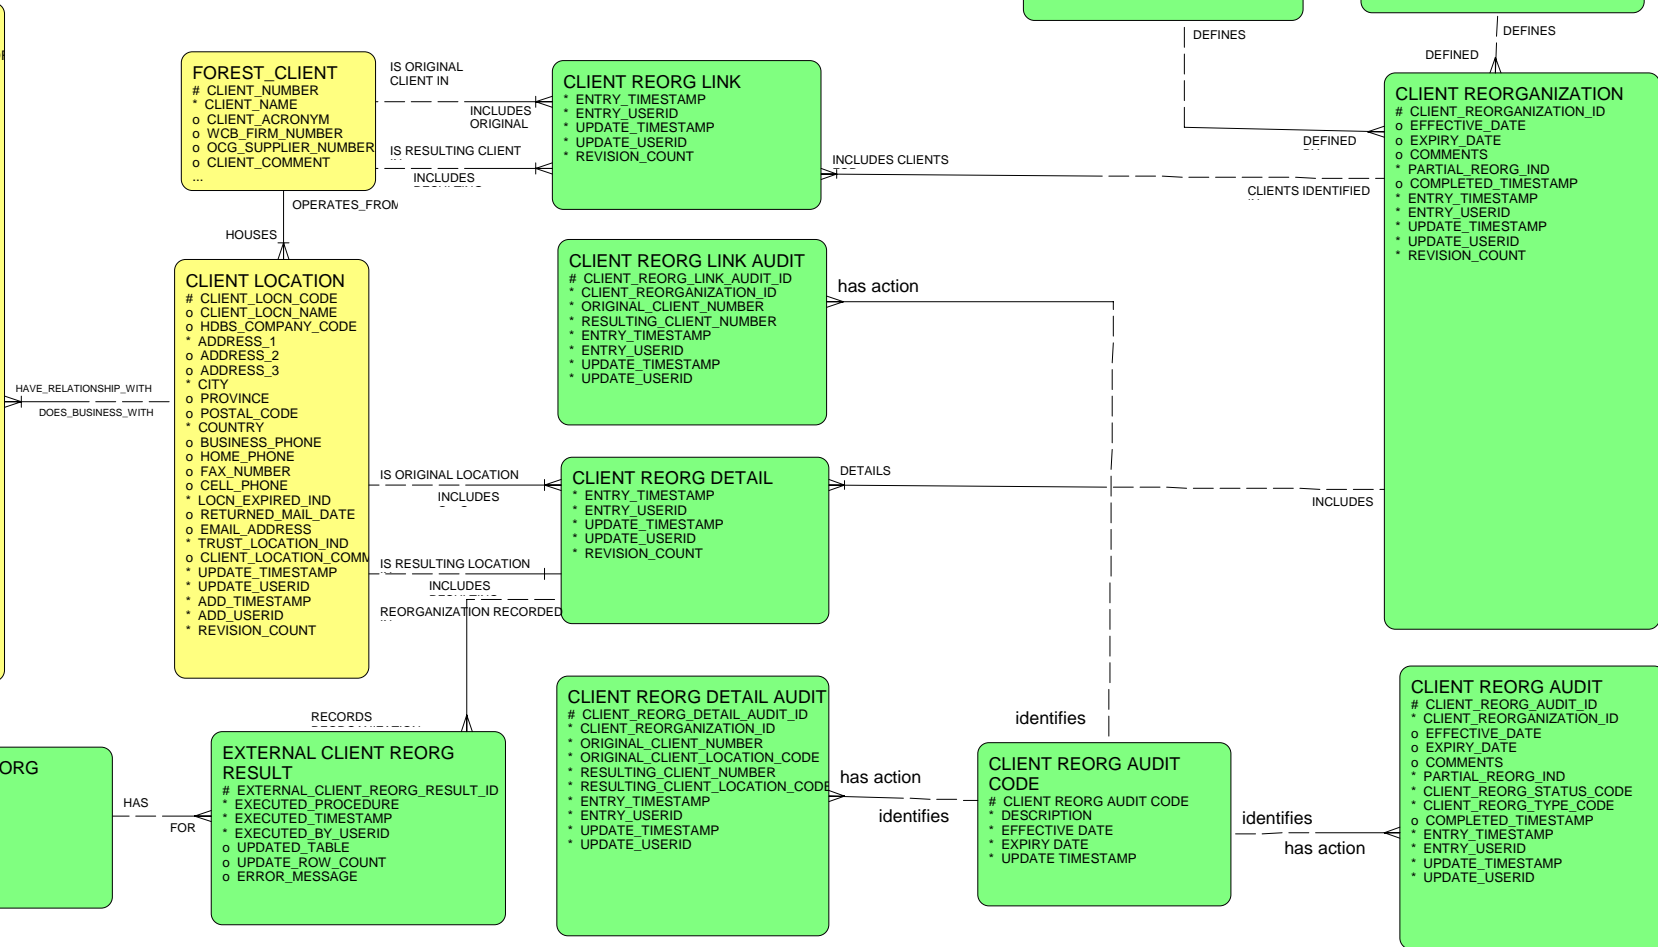 DEFINES
DEFINES
DEFINED
DEFINED
FOREST_CLIENT
# CLIENT_NUMBER
* CLIENT_NAME
o CLIENT_ACRONYM
o WCB_FIRM_NUMBER
o OCG_SUPPLIER_NUMBER
o CLIENT_COMMENT
...
IS ORIGINAL
CLIENT IN
INCLUDES
ORIGINAL
IS RESULTING CLIENT
INCLUDES
CLIENT REORG LINK
* ENTRY_TIMESTAMP
* ENTRY_USERID
* UPDATE_TIMESTAMP
* UPDATE_USERID
* REVISION_COUNT
INCLUDES CLIENTS
CLIENTS IDENTIFIED
CLIENT REORGANIZATION
# CLIENT_REORGANIZATION_ID
o EFFECTIVE_DATE
o EXPIRY_DATE
o COMMENTS
* PARTIAL_REORG_IND
o COMPLETED_TIMESTAMP
* ENTRY_TIMESTAMP
* ENTRY_USERID
* UPDATE_TIMESTAMP
* UPDATE_USERID
* REVISION_COUNT
OPERATES_FROM
HOUSES
CLIENT LOCATION
# CLIENT_LOCN_CODE
o CLIENT_LOCN_NAME
o HDBS_COMPANY_CODE
* ADDRESS_1
o ADDRESS_2
o ADDRESS_3
* CITY
o PROVINCE
o POSTAL_CODE
* COUNTRY
o BUSINESS_PHONE
o HOME_PHONE
o FAX_NUMBER
o CELL_PHONE
* LOCN_EXPIRED_IND
o RETURNED_MAIL_DATE
o EMAIL_ADDRESS
* TRUST_LOCATION_IND
o CLIENT_LOCATION_COMM
* UPDATE_TIMESTAMP
* UPDATE_USERID
* ADD_TIMESTAMP
* ADD_USERID
* REVISION_COUNT
HAVE_RELATIONSHIP_WITH
DOES_BUSINESS_WITH
CLIENT REORG LINK AUDIT
# CLIENT_REORG_LINK_AUDIT_ID
* CLIENT_REORGANIZATION_ID
* ORIGINAL_CLIENT_NUMBER
* RESULTING_CLIENT_NUMBER
* ENTRY_TIMESTAMP
* ENTRY_USERID
* UPDATE_TIMESTAMP
* UPDATE_USERID
has action
IS ORIGINAL LOCATION
INCLUDES
CLIENT REORG DETAIL
* ENTRY_TIMESTAMP
* ENTRY_USERID
* UPDATE_TIMESTAMP
* UPDATE_USERID
* REVISION_COUNT
DETAILS
INCLUDES
IS RESULTING LOCATION
INCLUDES
REORGANIZATION RECORDED
RECORDS
ORG
HAS
FOR
EXTERNAL CLIENT REORG
RESULT
# EXTERNAL_CLIENT_REORG_RESULT_ID
* EXECUTED_PROCEDURE
* EXECUTED_TIMESTAMP
* EXECUTED_BY_USERID
o UPDATED_TABLE
o UPDATE_ROW_COUNT
o ERROR_MESSAGE
CLIENT REORG DETAIL AUDIT
# CLIENT_REORG_DETAIL_AUDIT_ID
* CLIENT_REORGANIZATION_ID
* ORIGINAL_CLIENT_NUMBER
* ORIGINAL_CLIENT_LOCATION_CODE
* RESULTING_CLIENT_NUMBER
* RESULTING_CLIENT_LOCATION_CODE
* ENTRY_TIMESTAMP
* ENTRY_USERID
* UPDATE_TIMESTAMP
* UPDATE_USERID
has action
identifies
identifies
CLIENT REORG AUDIT
CODE
# CLIENT REORG AUDIT CODE
* DESCRIPTION
* EFFECTIVE DATE
* EXPIRY DATE
* UPDATE TIMESTAMP
identifies
has action
CLIENT REORG AUDIT
# CLIENT_REORG_AUDIT_ID
* CLIENT_REORGANIZATION_ID
o EFFECTIVE_DATE
o EXPIRY_DATE
o COMMENTS
* PARTIAL_REORG_IND
* CLIENT_REORG_STATUS_CODE
* CLIENT_REORG_TYPE_CODE
o COMPLETED_TIMESTAMP
* ENTRY_TIMESTAMP
* ENTRY_USERID
* UPDATE_TIMESTAMP
* UPDATE_USERID